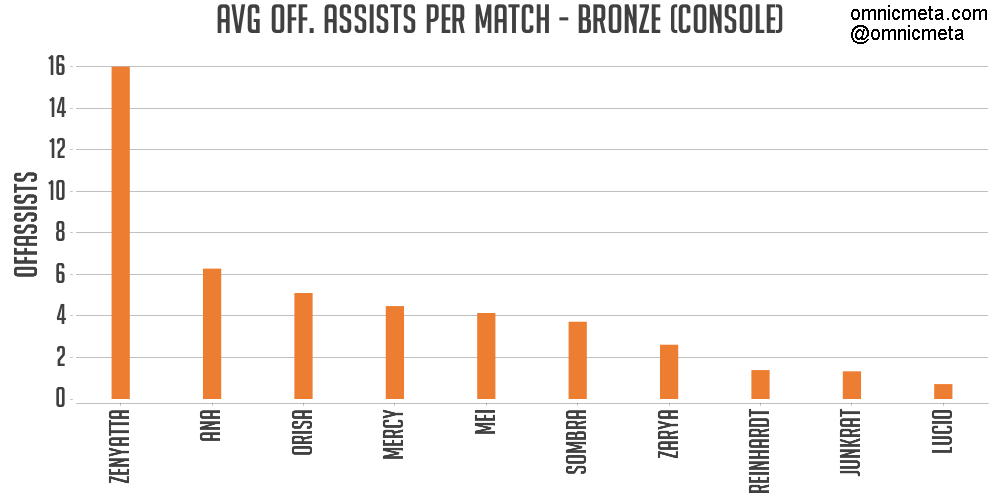 AVG OFF. ASSISTS PER MATCH - BRONZE (CONSOLE)
omnicmeta.com
@omnicmeta
OFFASSISTS
16
14
12
10
8
6
4
2
0
ZENYATTA
ANA
ORISA
MERCY
MEI
SOMBRA
ZARYA
REINHARDT
JUNKRAT
LUCIO